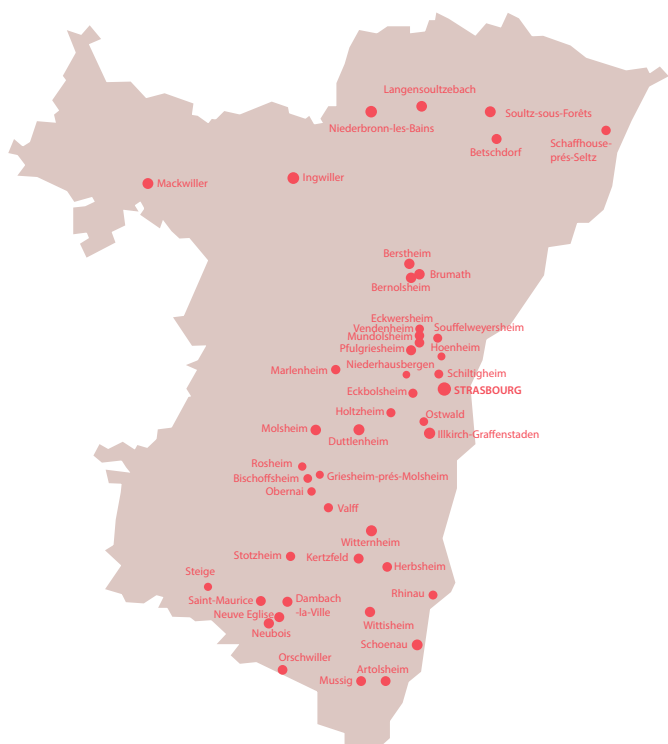 Langensoultzebach
Soultz-sous-Forêts
Niederbronn-les-Bains
Schaffhouse-
prés-Seltz
Betschdorf
Ingwiller
Mackwiller
Berstheim
Brumath
Bernolsheim
Eckwersheim
Vendenheim
Souffelweyersheim
Mundolsheim
Pfulgriesheim
Hoenheim
Niederhausbergen
Marlenheim
Schiltigheim
STRASBOURG
Eckbolsheim
Holtzheim
Ostwald
Molsheim
Duttlenheim
Illkirch-Graffenstaden
Rosheim
Griesheim-prés-Molsheim
Bischoffsheim
Obernai
Valff
Witternheim
Stotzheim
Kertzfeld
Herbsheim
Steige
Rhinau
Saint-Maurice
Dambach
-la-Ville
Neuve Eglise
Wittisheim
Neubois
Schoenau
Orschwiller
Artolsheim
Mussig